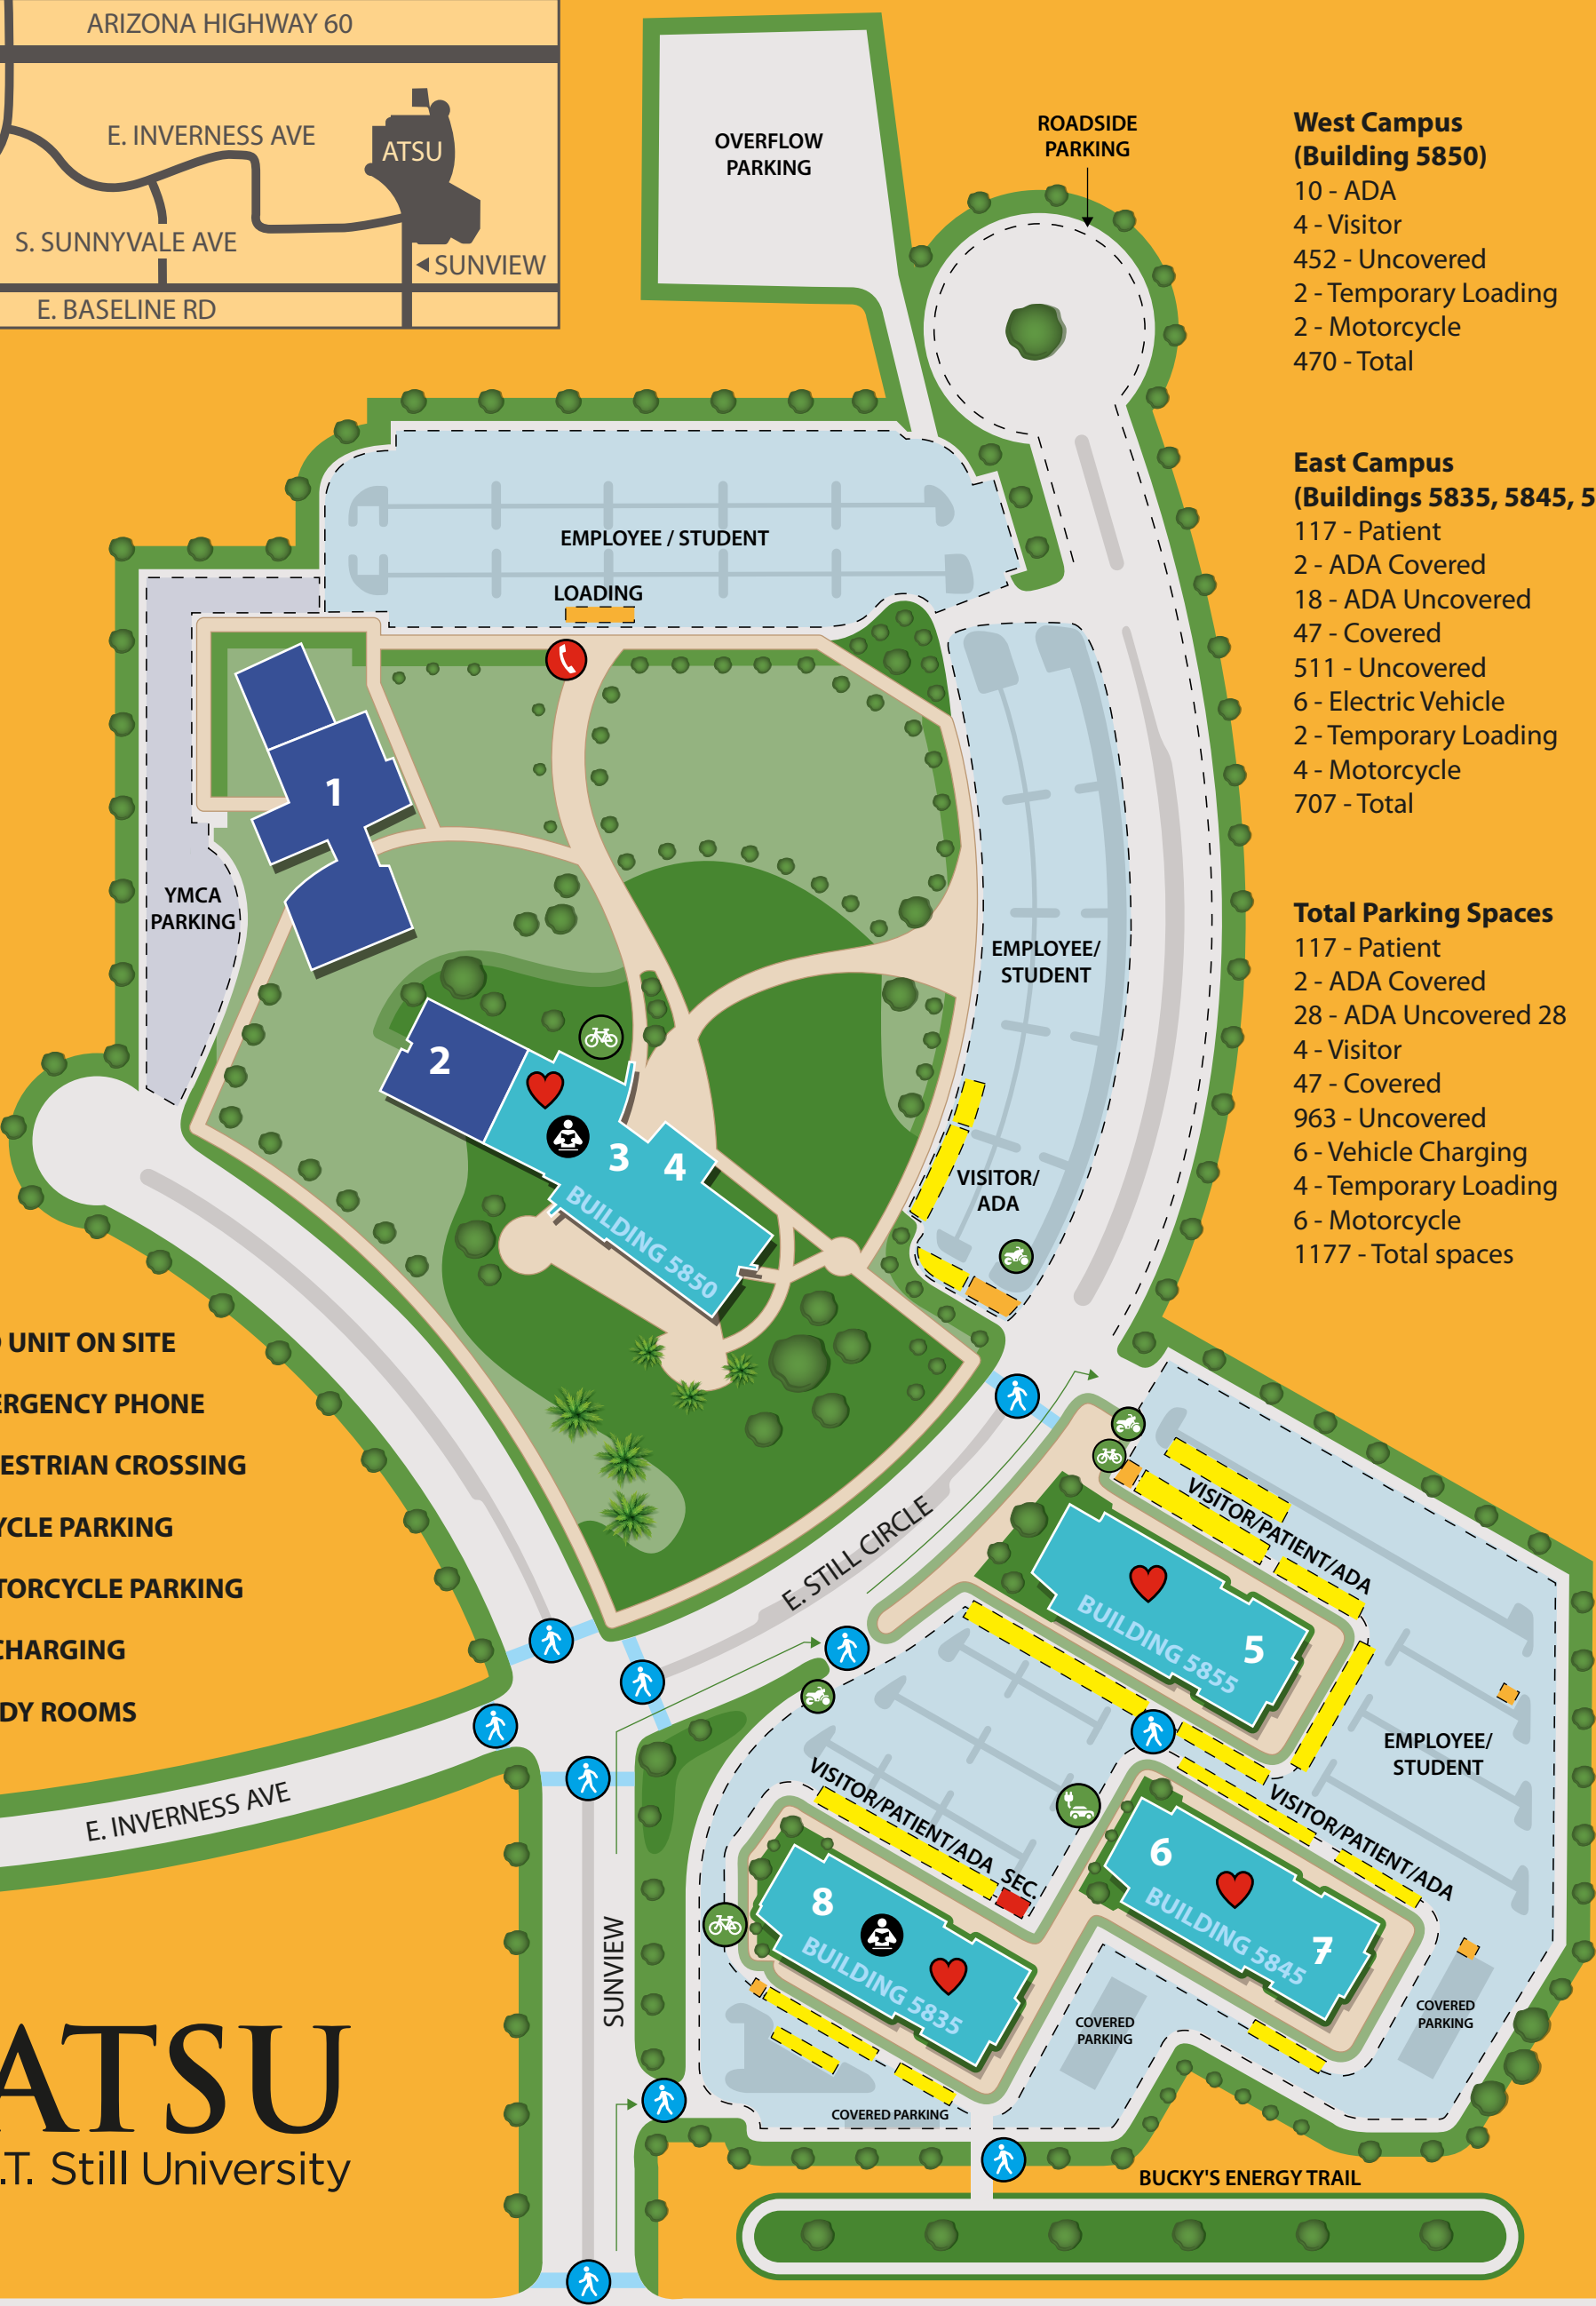 ARIZONA HIGHWAY 60
E. INVERNESS AVE
ATSU
S. SUNNYVALE AVE
SUNVIEW
E. BASELINE RD
OVERFLOW
PARKING
ROADSIDE
PARKING
West Campus
(Building 5850)
10 - ADA
4 - Visitor
452 - Uncovered
2 - Temporary Loading
2 - Motorcycle
470 - Total
East Campus
(Buildings 5835, 5845, 5
117 - Patient
2 - ADA Covered
18 - ADA Uncovered
47 - Covered
511 - Uncovered
6 - Electric Vehicle
2 - Temporary Loading
4 - Motorcycle
707 - Total
Total Parking Spaces
117 - Patient
2 - ADA Covered
28 - ADA Uncovered 28
4 - Visitor
47 - Covered
963 - Uncovered
6 - Vehicle Charging
4 - Temporary Loading
6 - Motorcycle
1177 - Total spaces
EMPLOYEE / STUDENT
LOADING
1
YMCA
PARKING
EMPLOYEE/
STUDENT
2
3
4
BUILDING 5850
VISITOR/
ADA
UNIT ON SITE
ERGENCY PHONE
ESTRIAN CROSSING
YCLE PARKING
TORCYCLE PARKING
CHARGING
DY ROOMS
E. STILL CIRCLE
VISITOR/PATIENT/ADA
BUILDING 5855
5
EMPLOYEE/
STUDENT
E. INVERNESS AVE
VISITOR/PATIENT/ADA
SEC.
VISITOR/PATIENT/ADA
6
BUILDING 5845
7
8
BUILDING 5835
SUNVIEW
COVERED
PARKING
COVERED
PARKING
COVERED PARKING
ATSU
.T. Still University
BUCKY'S ENERGY TRAIL